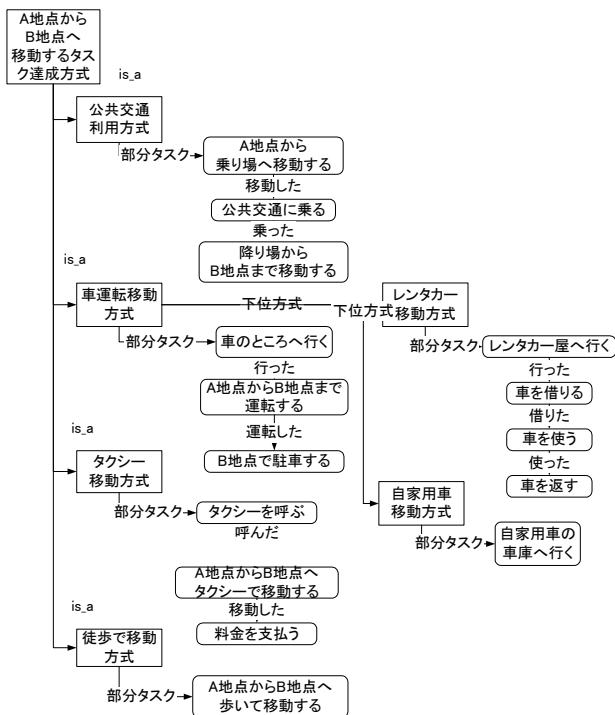 A地点から
B地点へ
移動するタス
ク達成方式
is_a
公共交通
利用方式
部分タスク
A地点から
乗り場へ移動する
移動した
公共交通に乗る
乗った
降り場から
B地点まで移動する
is_a
車運転移動
方式
下位方式
下位方式
レンタカー
移動方式
部分タスク
車のところへ行く
行った
A地点からB地点まで
運転する
運転した
B地点で駐車する
部分タスク
レンタカー屋へ行く
行った
車を借りる
借りた
車を使う
使った
車を返す
is_a
タクシー
移動方式
部分タスク
タクシーを呼ぶ
呼んだ
A地点からB地点へ
タクシーで移動する
移動した
料金を支払う
自家用車
移動方式
部分タスク
自家用車の
車庫へ行く
is_a
徒歩で移動
方式
部分タスク
A地点からB地点へ
歩いて移動する